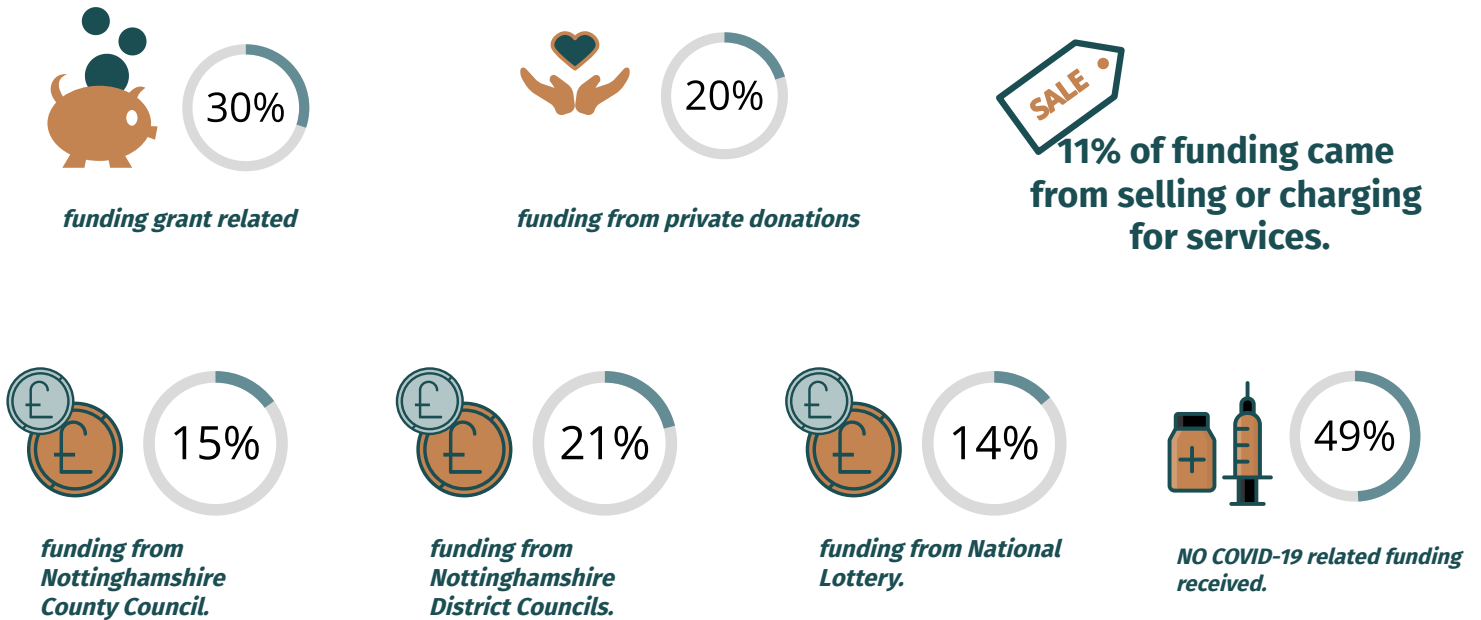 30%
funding grant related
20%
funding from private donations
SALE
11% of funding came
from selling or charging
for services.
£
£
15%
funding from
Nottinghamshire
County Council.
£
£
21%
funding from
Nottinghamshire
District Councils.
£
£
14%
funding from National
Lottery.
49%
NO COVID-19 related funding
received.